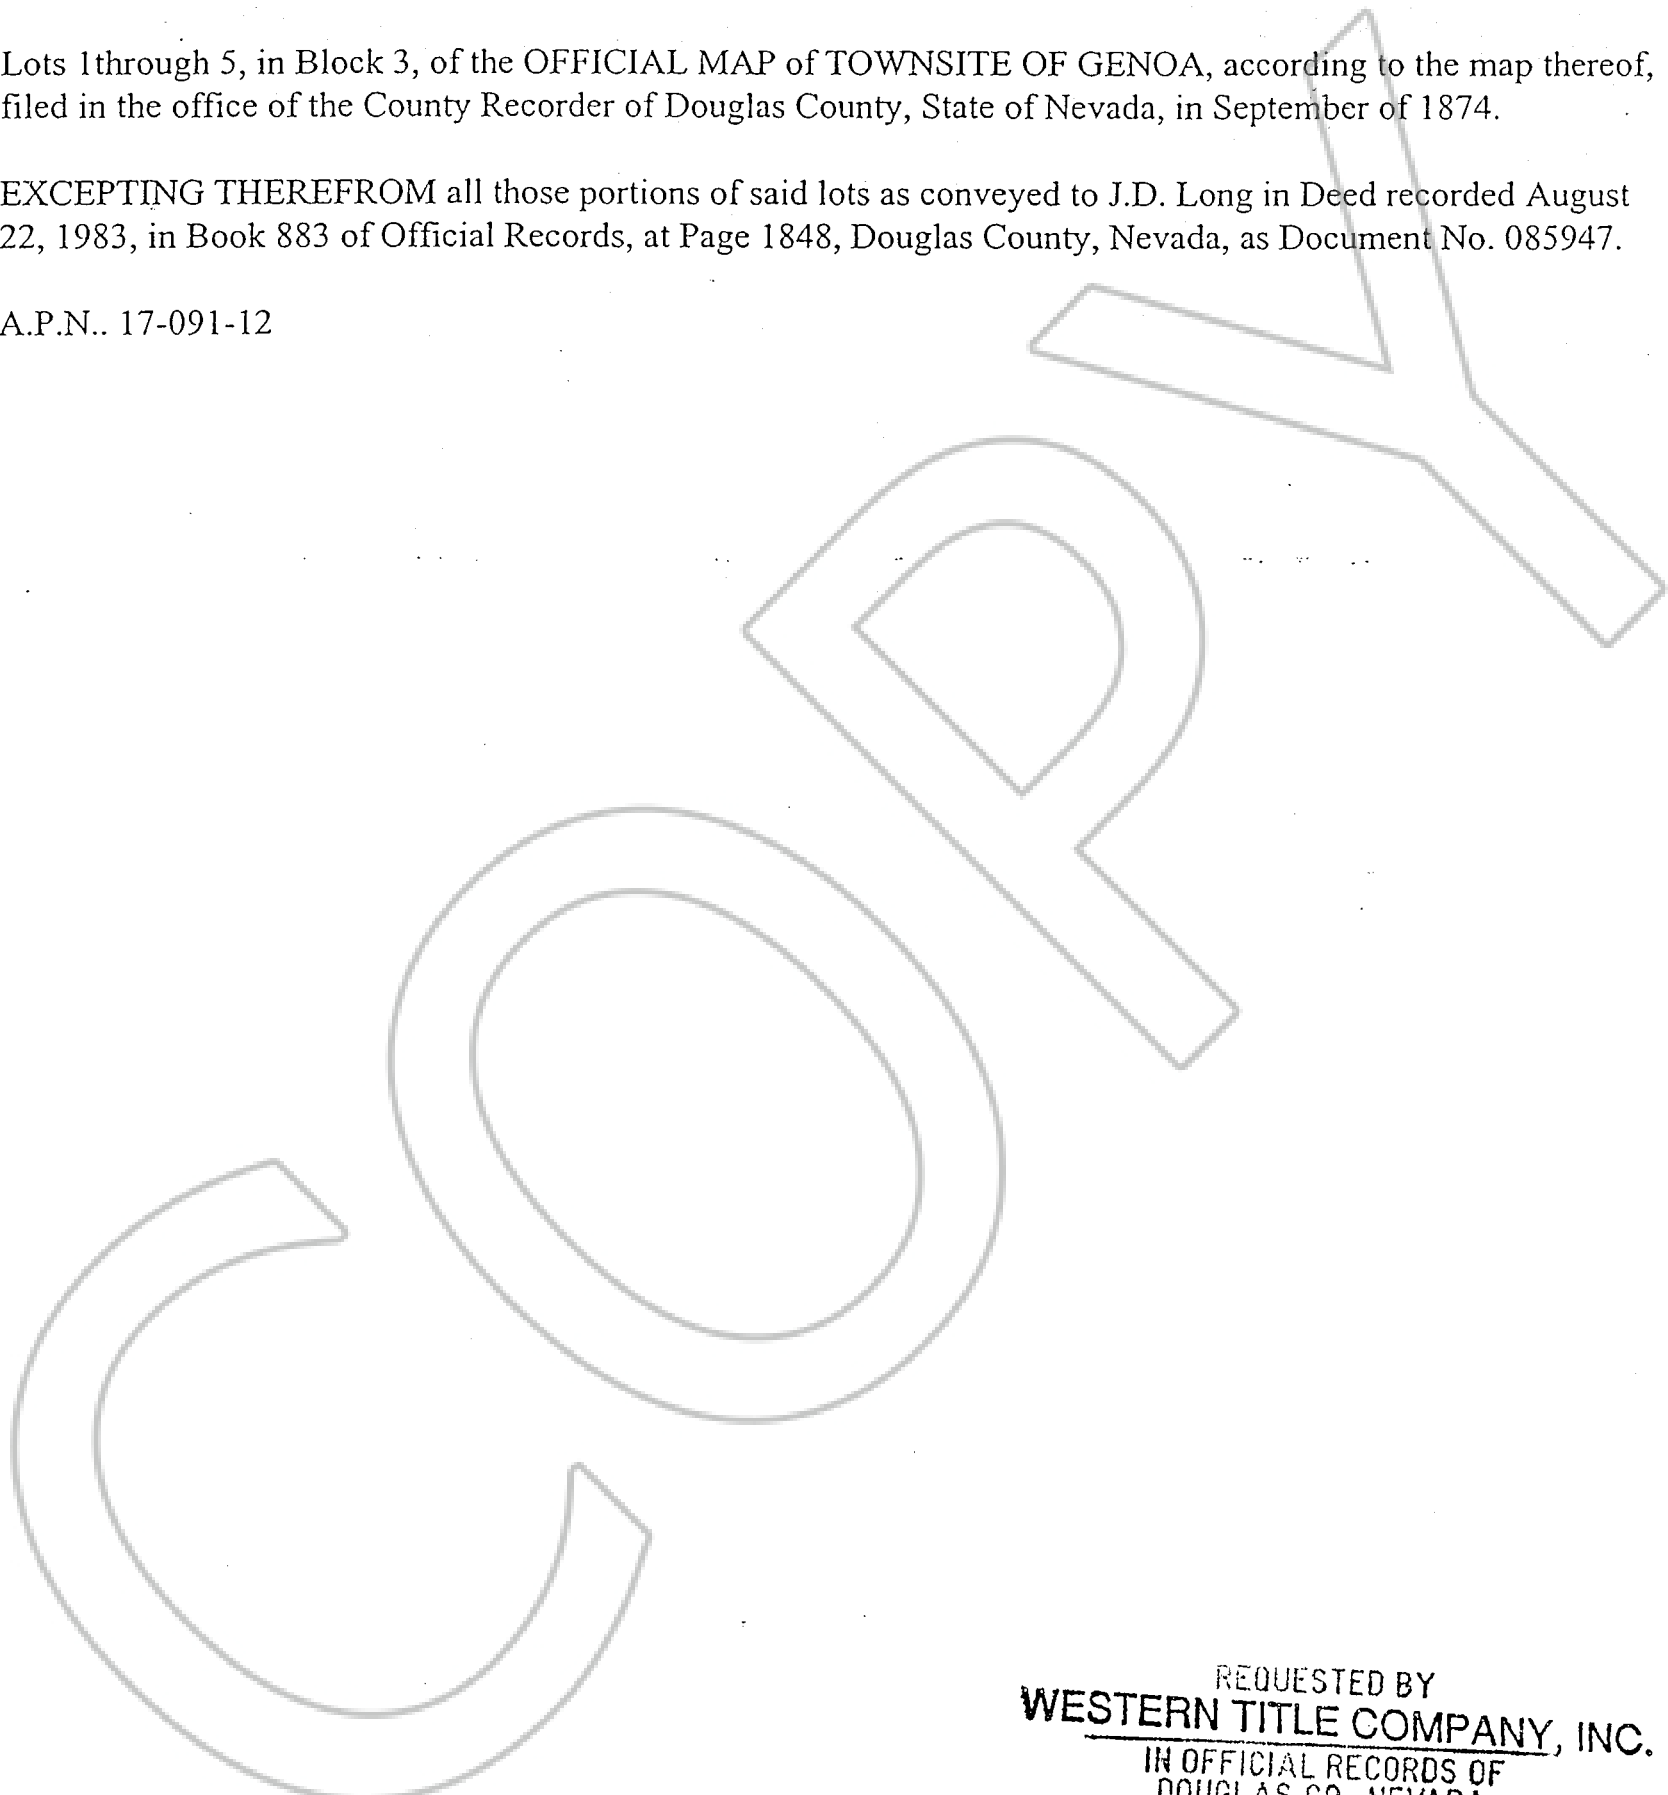 Lots 1through 5, in Block 3, of the OFFICIAL MAP of TOWNSITE OF GENOA, according to the map thereof,
filed in the office of the County Recorder of Douglas County, State of Nevada, in September of 1874.
EXCEPTING THEREFROM all those portions of said lots as conveyed to J.D. Long in Deed recorded August
22, 1983, in Book 883 of Official Records, at Page 1848, Douglas County, Nevada, as Document No. 085947.
A.P.N.. 17-091-12
COPY
REQUESTED BY
WESTERN TITLE COMPANY, INC.
IN OFFICIAL RECORDS OF
DOUGLAS CO., NEVADA